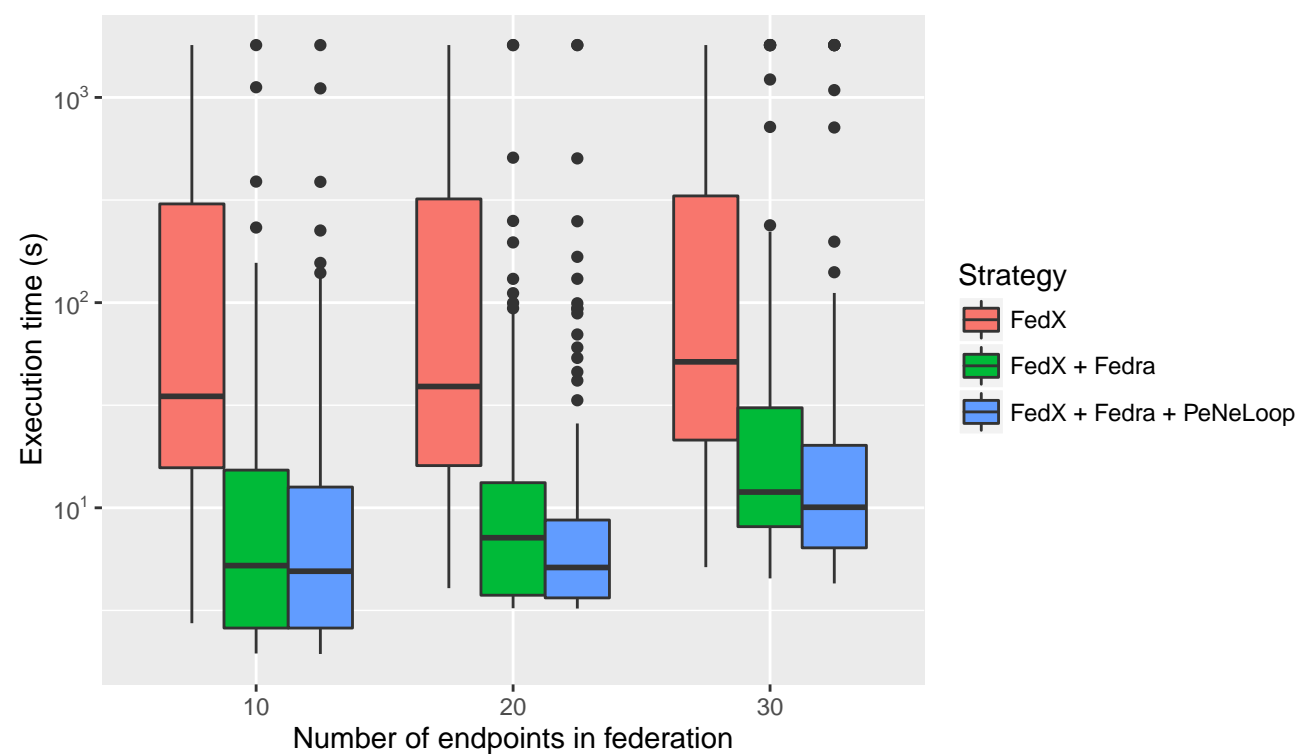 Execution time (s)
10³
10²
10¹
10
20
30
Number of endpoints in federation
Strategy
FedX
FedX + Fedra
FedX + Fedra + PeNeLoop